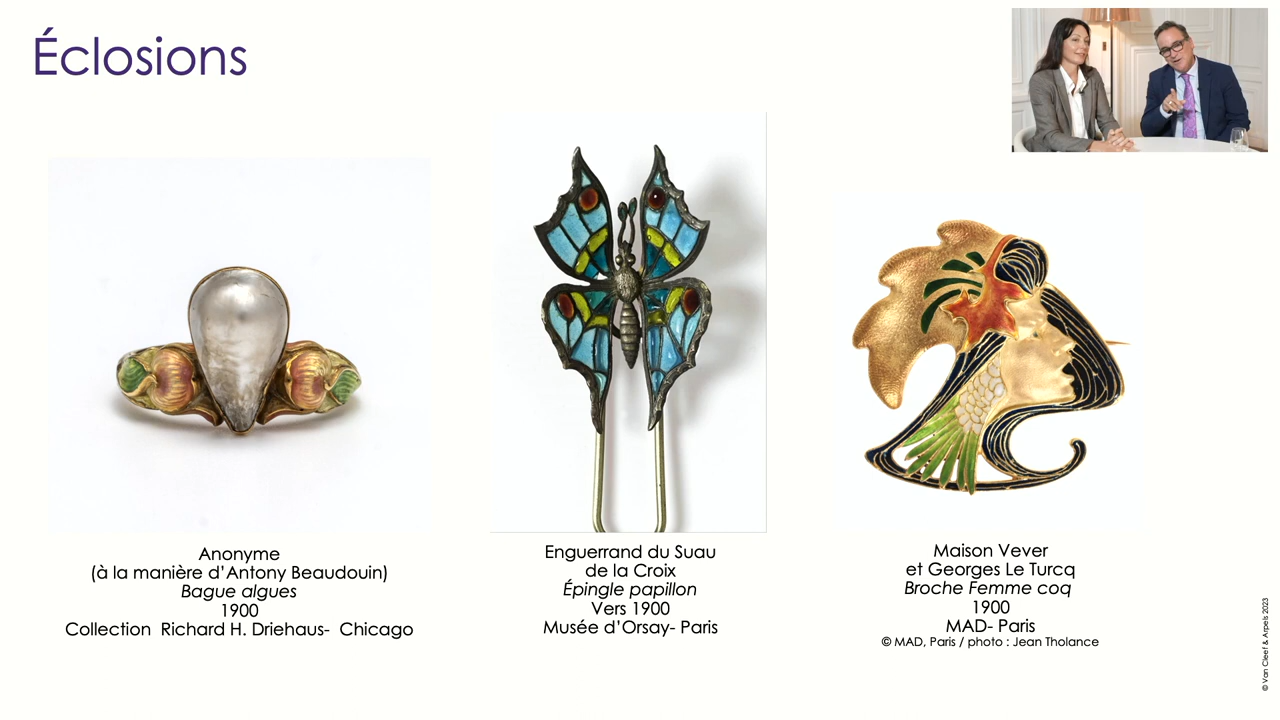 Éclosions
Anonyme
(à la manière d'Antony Beaudouin)
Bague algues
1900
Collection Richard H. Driehaus- Chicago
Enguerrand du Suau
de la Croix
Épingle papillon
Vers 1900
Musée d'Orsay- Paris
Maison Vever
et Georges Le Turcq
Broche Femme coq
1900
MAD- Paris
© MAD, Paris / photo : Jean Tholance
© Van Cleef & Arpels 2023